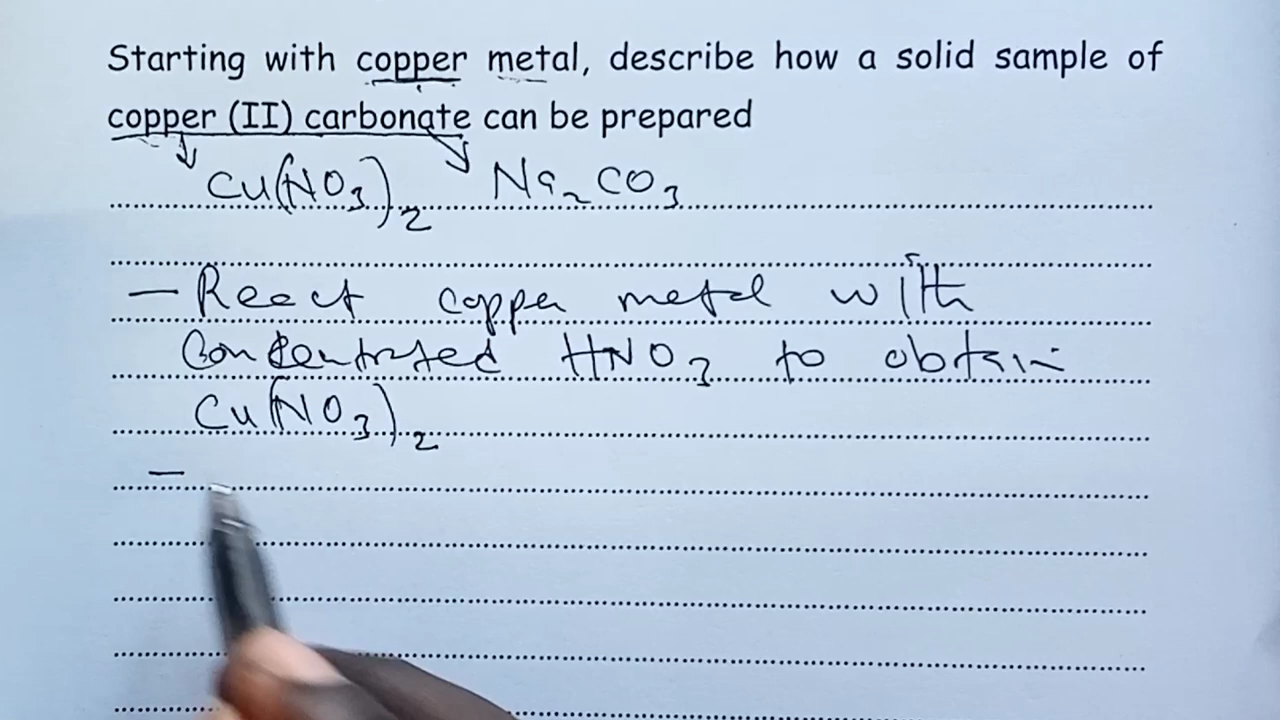 Starting with copper metal, describe how a solid sample of
copper (II) carbonate can be prepared
Cu(NO₃)₂ Na₂CO₃
- React copper metal with
Concentrated HNO₃ to obtain
Cu(NO₃)₂
-